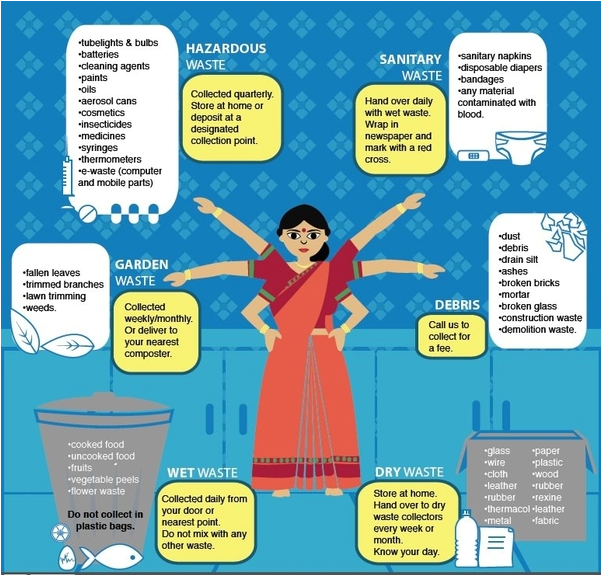 •tubelights & bulbs
•batteries
•cleaning agents
•paints
•oils
•aerosol cans
•cosmetics
•insecticides
•medicines
•syringes
•thermometers
•e-waste (computer
and mobile parts)
HAZARDOUS
WASTE
Collected quarterly.
Store at home or
deposit at a
designated
collection point.
SANITARY
WASTE
Hand over daily
with wet waste.
Wrap in
newspaper and
mark with a red
cross.
•sanitary napkins
•disposable diapers
•bandages
•any material
contaminated with
blood.
•fallen leaves
•trimmed branches
•lawn trimming
•weeds.
GARDEN
WASTE
Collected
weekly/monthly.
Or deliver to
your nearest
composter.
DEBRIS
Call us to
collect for
a fee.
•dust
•debris
•drain silt
•ashes
•broken bricks
•mortar
•broken glass
•construction waste
•demolition waste.
•cooked food
•uncooked food
•fruits
•vegetable peels
•flower waste
Do not collect in
plastic bags.
WET WASTE
Collected daily from
your door or
nearest point.
Do not mix with any
other waste.
DRY WASTE
Store at home.
Hand over to dry
waste collectors
every week or
month.
Know your day.
•glass
•wire
•cloth
•leather
•rubber
•thermacol
•metal
•paper
•plastic
•wood
•rubber
•rexine
•leather
•fabric